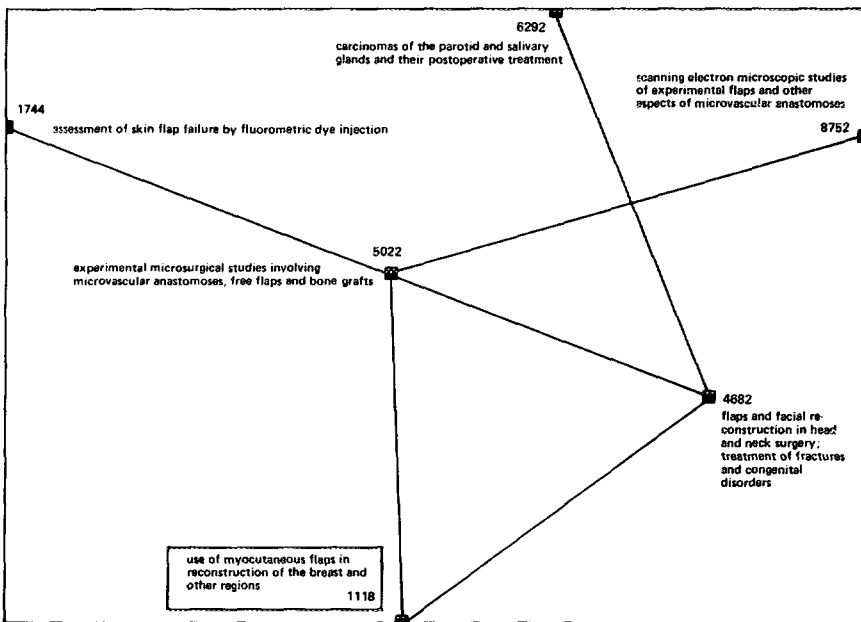 6292
carcinomas of the parotid and salivary
glands and their postoperative treatment
scanning electron microscopic studies
of experimental flaps and other
aspects of microvascular anastomoses
8752
1744
assessment of skin flap failure by fluorometric dye injection
5022
experimental microsurgical studies involving
microvascular anastomoses, free flaps and bone grafts
4682
flaps and facial re-
construction in head
and neck surgery;
treatment of fractures
and congenital
disorders
use of myocutaneous flaps in
reconstruction of the breast and
other regions
1118